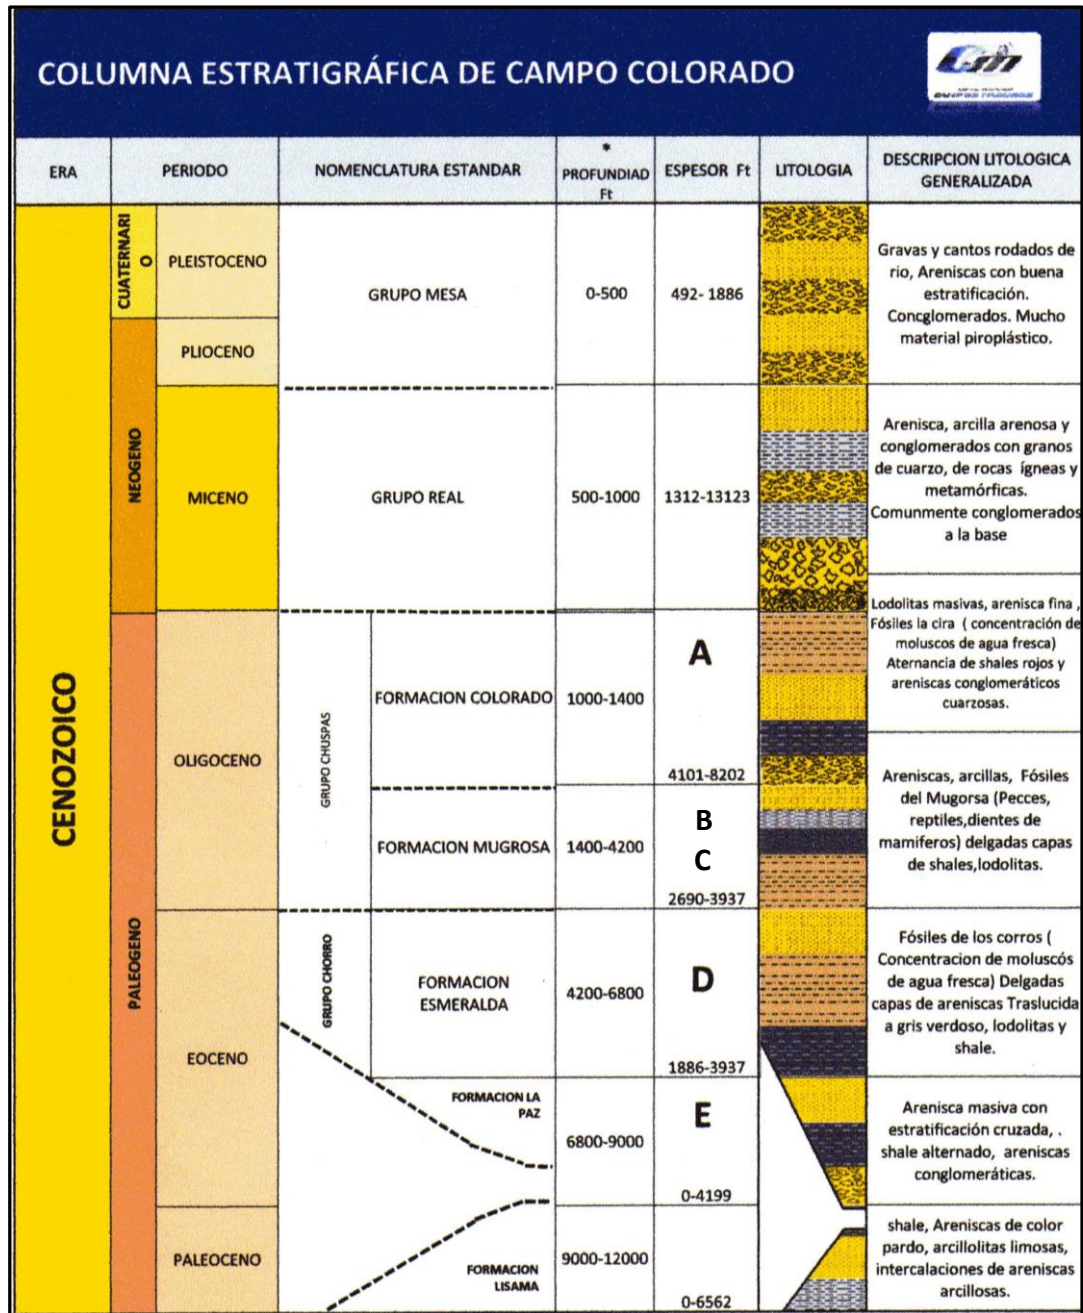 COLUMNA ESTRATIGRÁFICA DE CAMPO COLORADO
ERA
PERIODO
NOMENCLATURA ESTANDAR
*
PROFUNDIAD
Ft
ESPESOR Ft
LITOLOGIA
DESCRIPCION LITOLOGICA
GENERALIZADA
CENOZOICO
CUATERNARI
O
PLEISTOCENO
GRUPO MESA
0-500
492- 1886
Gravas y cantos rodados de
rio, Areniscas con buena
estratificación.
Concglomerados. Mucho
material piroplástico.
NEOGENO
PLIOCENO
MICENO
GRUPO REAL
500-1000
1312-13123
Arenisca, arcilla arenosa y
conglomerados con granos
de cuarzo, de rocas ígneas y
metamórficas.
Comunmente conglomerados
a la base
PALEOGENO
OLIGOCENO
GRUPO CHUSPAS
FORMACION COLORADO
1000-1400
A
4101-8202
Lodolitas masivas, arenisca fina ,
Fósiles la cira ( concentración de
moluscos de agua fresca)
Aternancia de shales rojos y
areniscas conglomeráticos
cuarzosas.
FORMACION MUGROSA
1400-4200
B
C
2690-3937
Areniscas, arcillas, Fósiles
del Mugorsa (Pecces,
reptiles,dientes de
mamiferos) delgadas capas
de shales,lodolitas.
EOCENO
GRUPO CHORRO
FORMACION
ESMERALDA
4200-6800
D
1886-3937
Fósiles de los corros (
Concentracion de moluscós
de agua fresca) Delgadas
capas de areniscas Traslucida
a gris verdoso, lodolitas y
shale.
FORMACION LA
PAZ
6800-9000
E
0-4199
Arenisca masiva con
estratificación cruzada, .
shale alternado, areniscas
conglomeráticas.
PALEOCENO
FORMACION
LISAMA
9000-12000
0-6562
shale, Areniscas de color
pardo, arcillolitas limosas,
intercalaciones de areniscas
arcillosas.